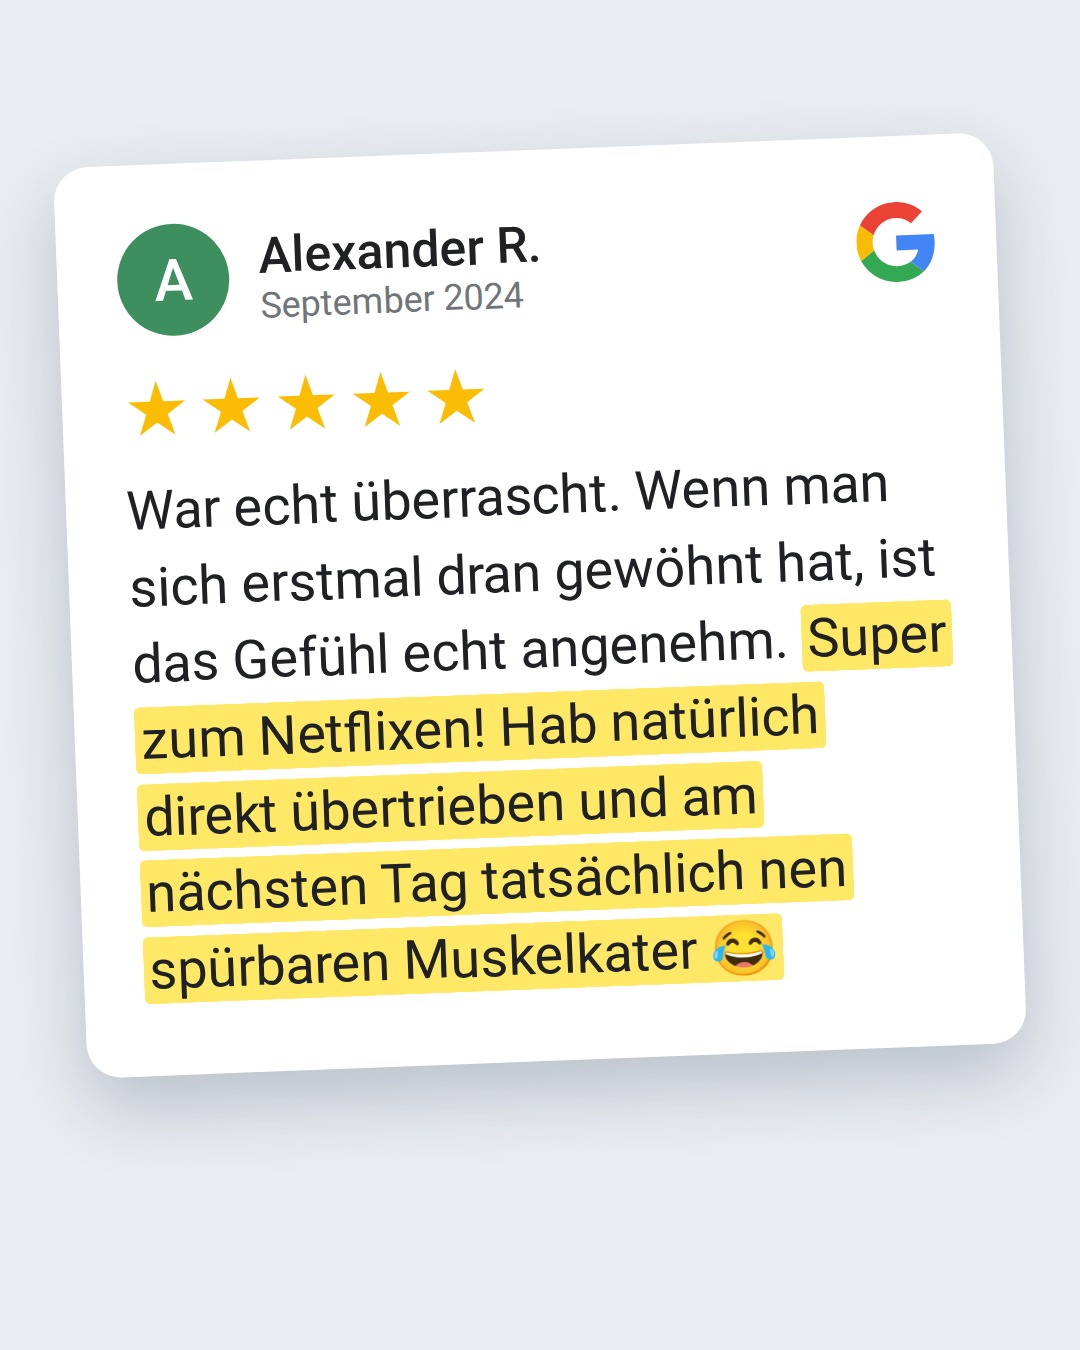 A
Alexander R.
September 2024
War echt überrascht. Wenn man
sich erstmal dran gewöhnt hat, ist
das Gefühl echt angenehm. Super
zum Netflixen! Hab natürlich
direkt übertrieben und am
nächsten Tag tatsächlich nen
spürbaren Muskelkater 😂